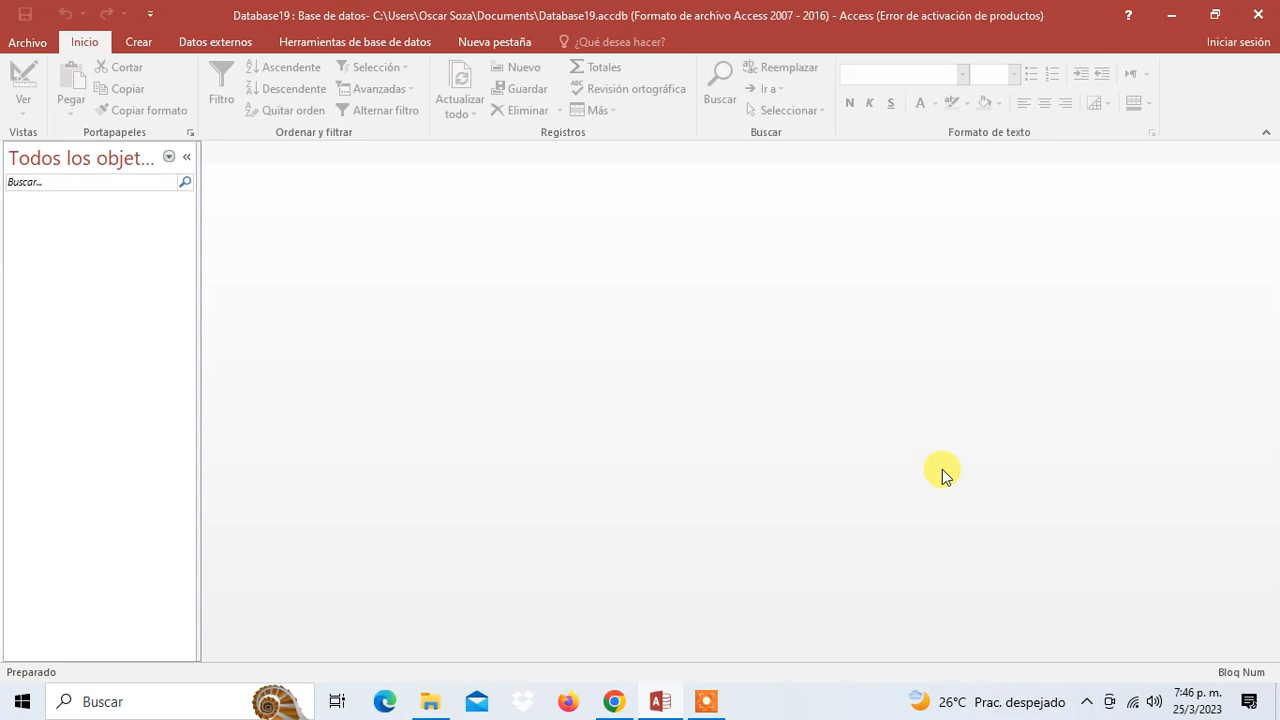 Database19 : Base de datos- C:\Users\Oscar Soza\Documents\Database19.accdb (Formato de archivo Access 2007 - 2016) - Access (Error de activación de productos)
Archivo Inicio Crear Datos externos Herramientas de base de datos Nueva pestaña ¿Qué desea hacer? Iniciar sesión
Ver
Vistas
Pegar
Cortar
Copiar
Copiar formato
Portapapeles
Filtro
Ascendente
Descendente
Quitar orden
Selección
Avanzadas
Alternar filtro
Ordenar y filtrar
Actualizar
todo
Nuevo
Guardar
Eliminar
Totales
Revisión ortográfica
Más
Registros
Buscar
Reemplazar
Ir a
Seleccionar
Buscar
N K S
A
Formato de texto
Todos los objet...
Buscar...
Preparado
Bloq Num
Buscar
26°C Prac. despejado
7:46 p. m.
25/3/2023